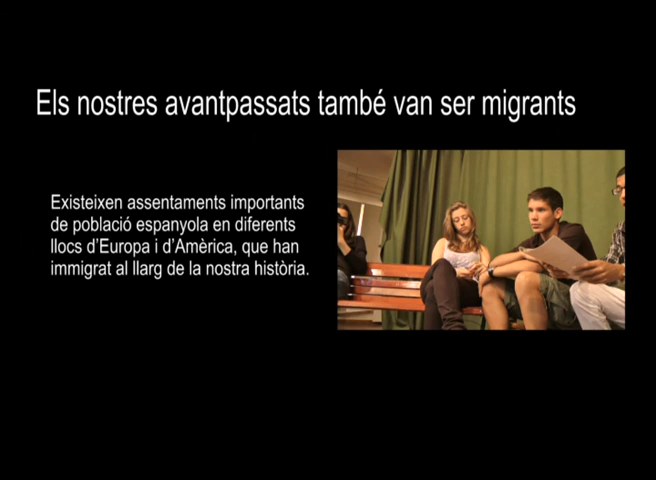 Els nostres avantpassats també van ser migrants
Existeixen assentaments importants
de població espanyola en diferents
llocs d'Europa i d'Amèrica, que han
immigrat al llarg de la nostra història.